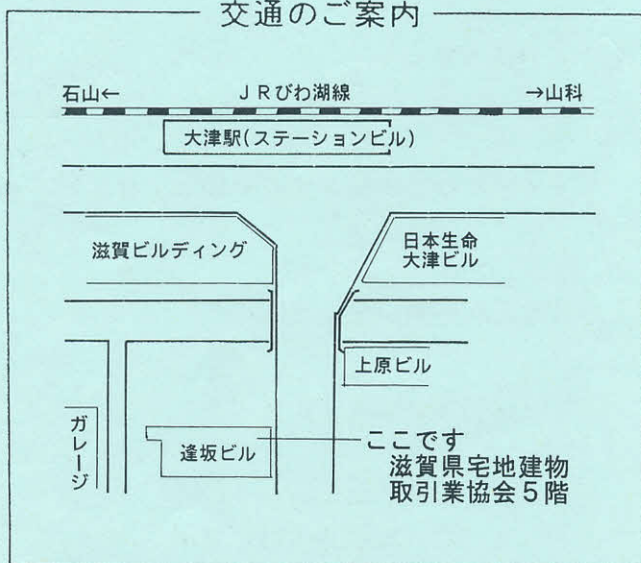 交通のご案内
石山← JRびわ湖線 →山科
大津駅(ステーションビル)
滋賀ビルディング
日本生命
大津ビル
上原ビル
ガレージ
逢坂ビル
ここです
滋賀県宅地建物
取引業協会5階